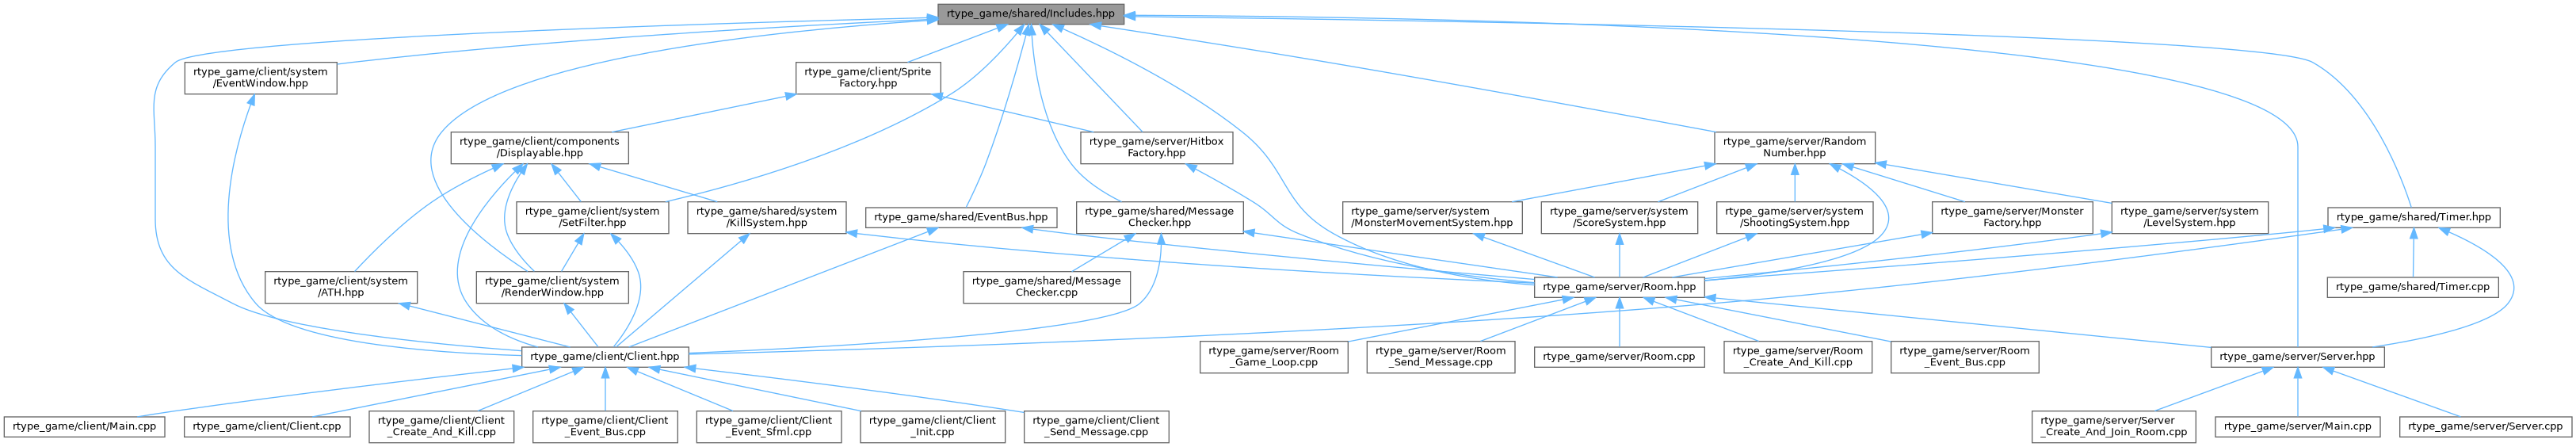 rtype_game/shared/Includes.hpp
rtype_game/client/system
/EventWindow.hpp
rtype_game/client/Sprite
Factory.hpp
rtype_game/client/components
/Displayable.hpp
rtype_game/server/Hitbox
Factory.hpp
rtype_game/server/Random
Number.hpp
rtype_game/client/system
/SetFilter.hpp
rtype_game/shared/system
/KillSystem.hpp
rtype_game/shared/EventBus.hpp
rtype_game/shared/Message
Checker.hpp
rtype_game/server/system
/MonsterMovementSystem.hpp
rtype_game/server/system
/ScoreSystem.hpp
rtype_game/server/system
/ShootingSystem.hpp
rtype_game/server/Monster
Factory.hpp
rtype_game/server/system
/LevelSystem.hpp
rtype_game/shared/Timer.hpp
rtype_game/client/system
/ATH.hpp
rtype_game/client/system
/RenderWindow.hpp
rtype_game/shared/Message
Checker.cpp
rtype_game/server/Room.hpp
rtype_game/shared/Timer.cpp
rtype_game/client/Client.hpp
rtype_game/server/Room
_Game_Loop.cpp
rtype_game/server/Room
_Send_Message.cpp
rtype_game/server/Room.cpp
rtype_game/server/Room
_Create_And_Kill.cpp
rtype_game/server/Room
_Event_Bus.cpp
rtype_game/server/Server.hpp
rtype_game/client/Main.cpp
rtype_game/client/Client.cpp
rtype_game/client/Client
_Create_And_Kill.cpp
rtype_game/client/Client
_Event_Bus.cpp
rtype_game/client/Client
_Event_Sfml.cpp
rtype_game/client/Client
_Init.cpp
rtype_game/client/Client
_Send_Message.cpp
rtype_game/server/Server
_Create_And_Join_Room.cpp
rtype_game/server/Main.cpp
rtype_game/server/Server.cpp